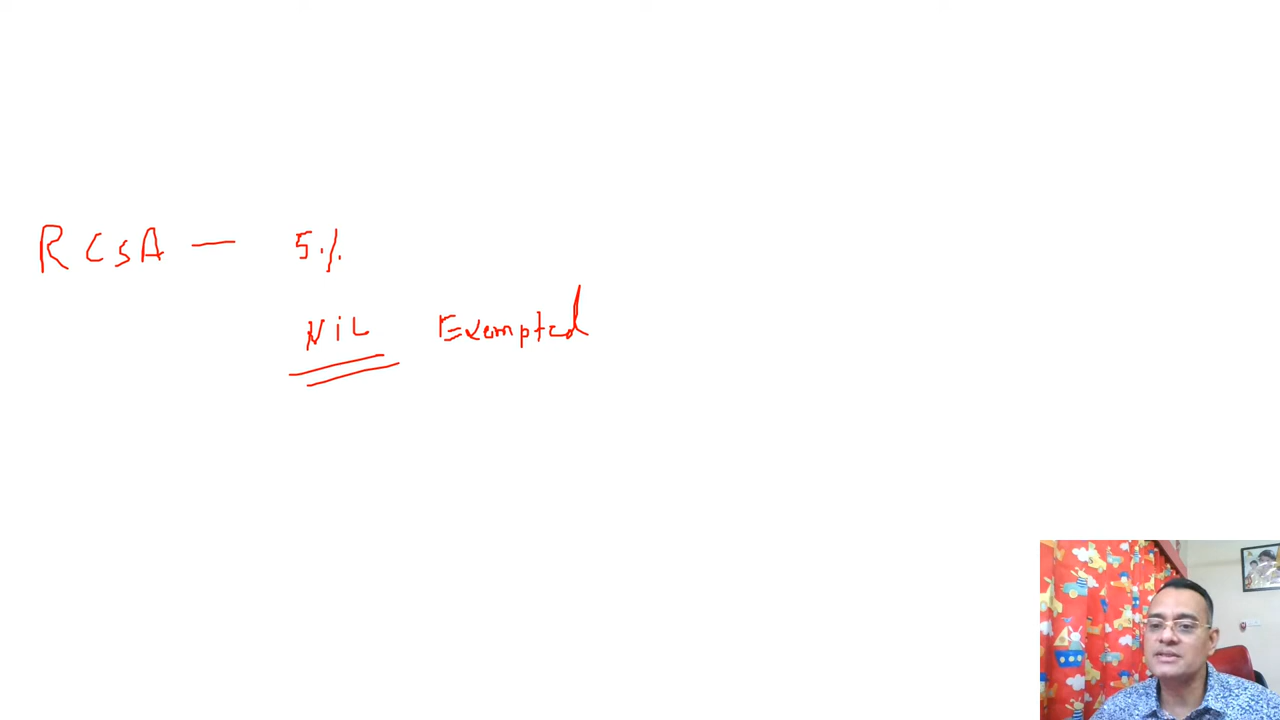 RCSA — 5%
NiL Exempted